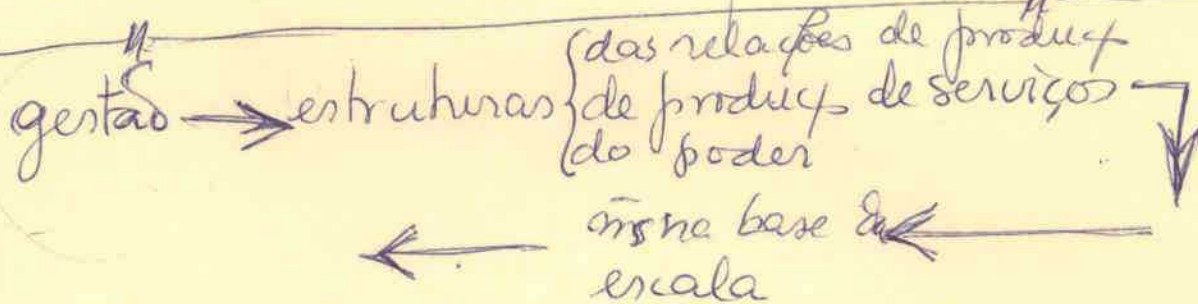 das relações de produç
gestão → estruturas { de produç de serviços
do poder
na base da
escala